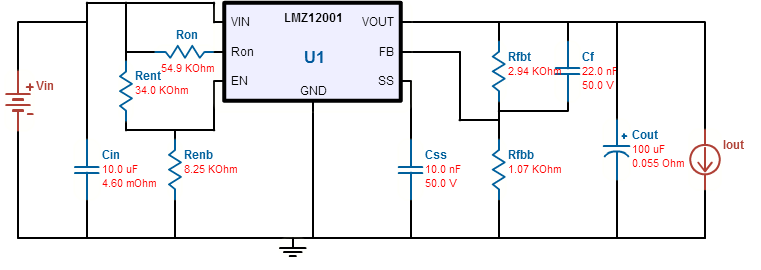 LMZ12001
VIN
VOUT
Ron
54.9 KOhm
Ron
U1
FB
EN
SS
GND
Vin
+
-
Rent
34.0 KOhm
Rfbt
2.94 KOhm
Cf
22.0 nF
50.0 V
Cin
10.0 uF
4.60 mOhm
Renb
8.25 KOhm
Css
10.0 nF
50.0 V
Rfbb
1.07 KOhm
+
Cout
100 uF
0.055 Ohm
Iout